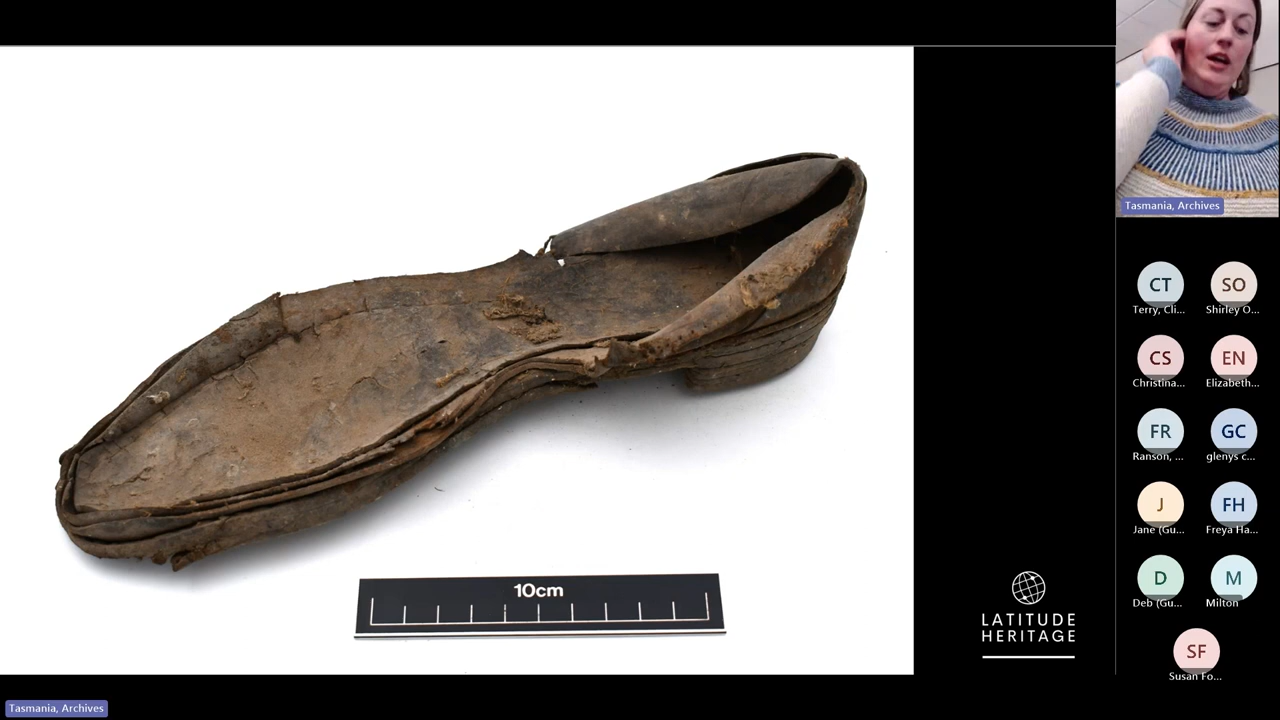 10cm
LATITUDE
HERITAGE
Tasmania, Archives
CT
SO
Terry, Cli...
Shirley O...
CS
EN
Christina...
Elizabeth...
FR
GC
Ranson, ...
glenys c...
J
FH
Jane (Gu...
Freya Ha...
D
M
Deb (Gu...
Milton
SF
Susan Fo...
Tasmania, Archives